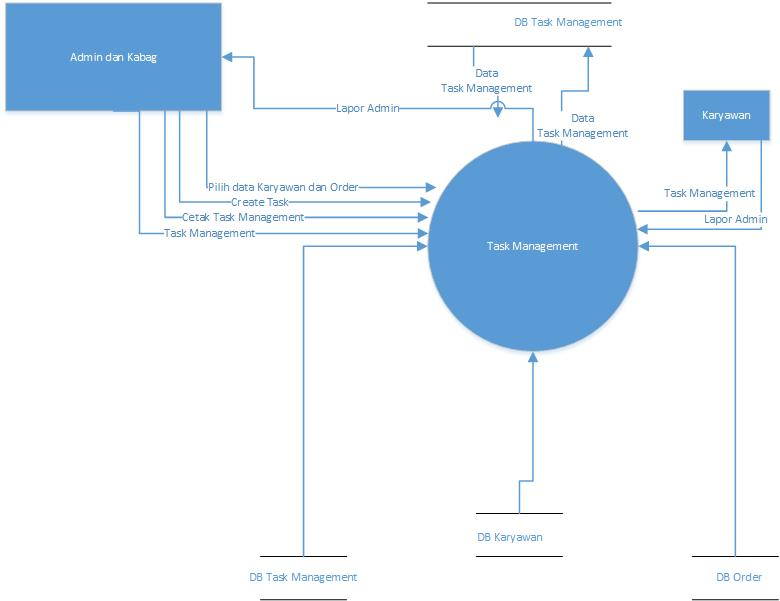 DB Task Management
Admin dan Kabag
Data
Task Management
Lapor Admin
Data
Task Management
Karyawan
Pilih data Karyawan dan Order
Create Task
Cetak Task Management
Task Management
Task Management
Lapor Admin
Task Management
DB Karyawan
DB Task Management
DB Order